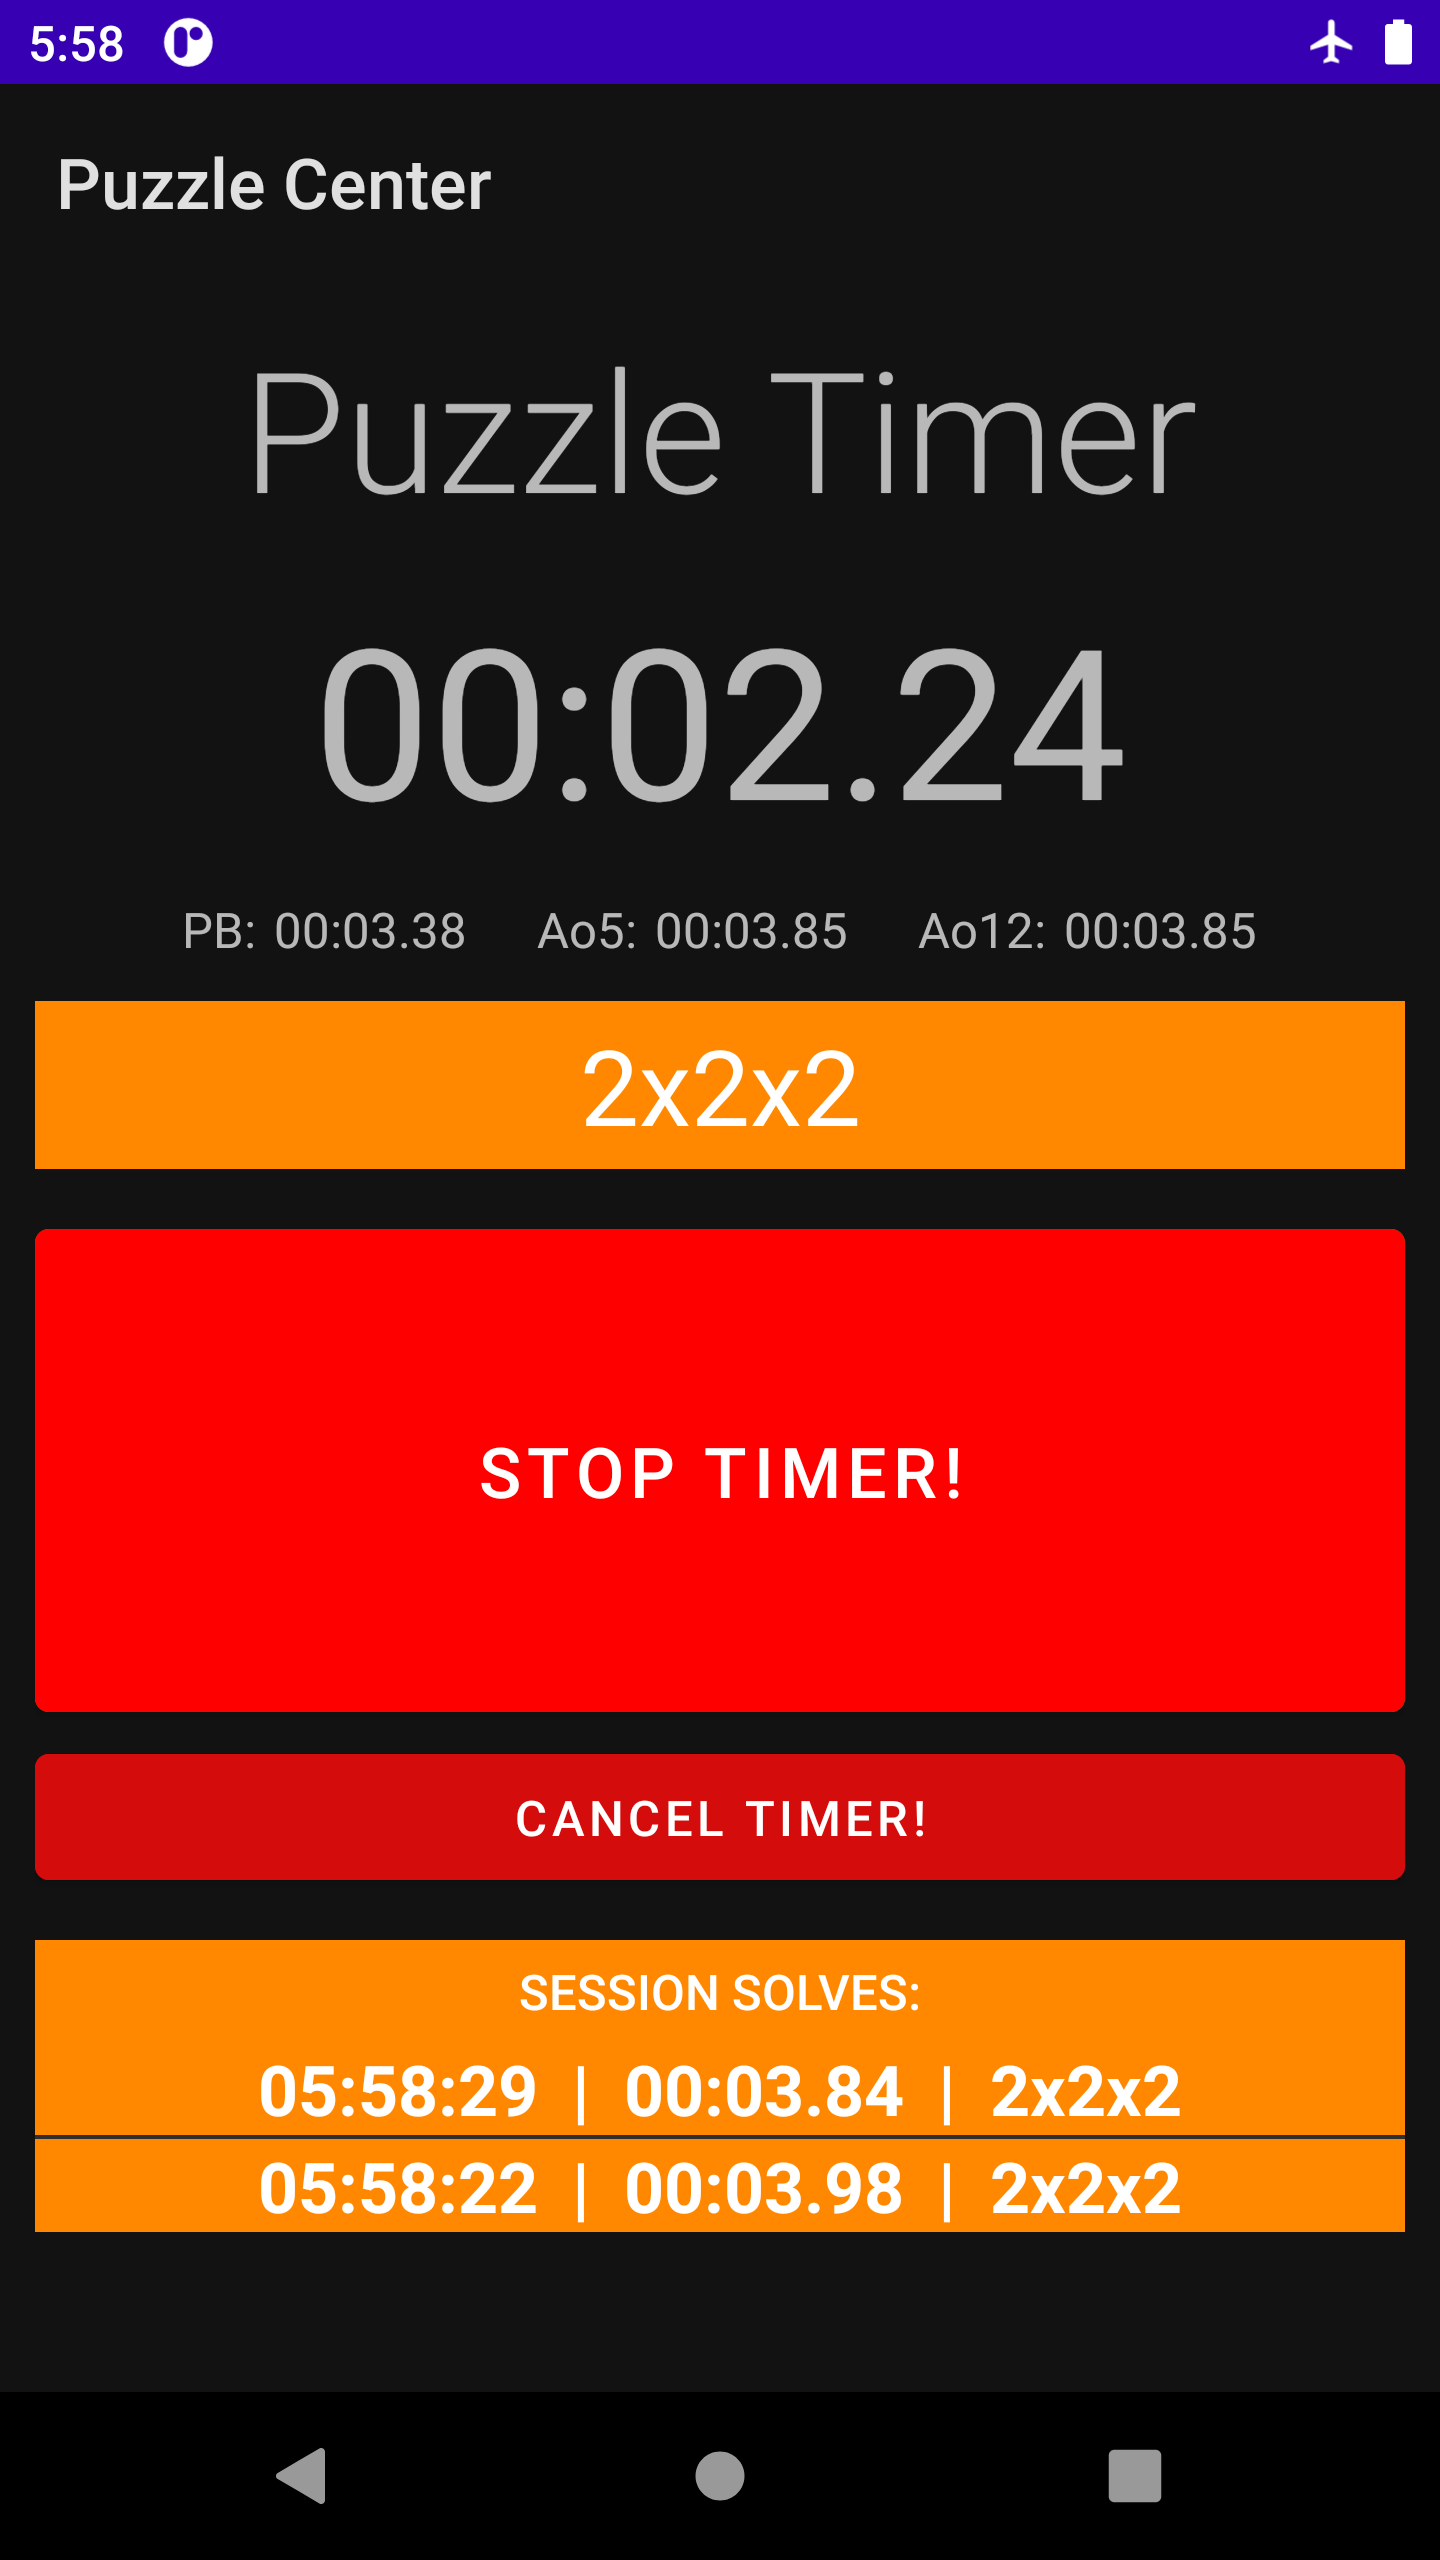 5:58
Puzzle Center
Puzzle Timer
00:02.24
PB: 00:03.38 Ao5: 00:03.85 Ao12: 00:03.85
2x2x2
STOP TIMER!
CANCEL TIMER!
SESSION SOLVES:
05:58:29 | 00:03.84 | 2x2x2
05:58:22 | 00:03.98 | 2x2x2